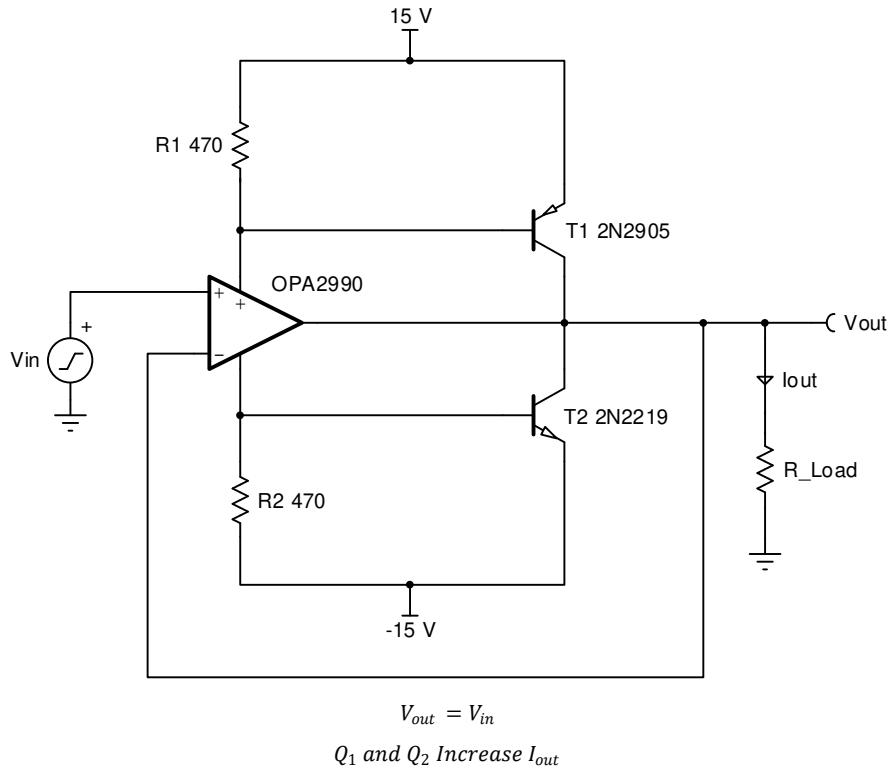 15 V
R1 470
T1 2N2905
OPA2990
+
+
+
Vout
Vin
−
Iout
T2 2N2219
R_Load
R2 470
-15 V
V_out = V_in
Q_1 and Q_2 Increase I_out